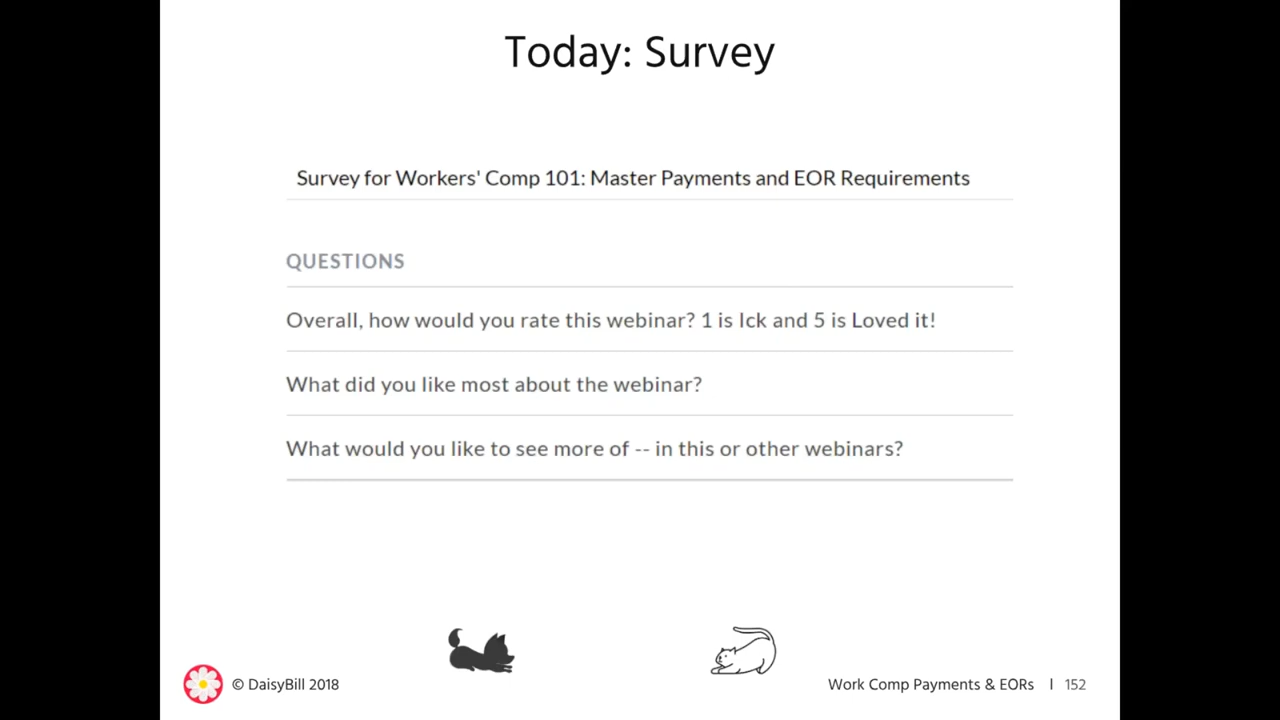 Today: Survey
Survey for Workers' Comp 101: Master Payments and EOR Requirements
QUESTIONS
Overall, how would you rate this webinar? 1 is Ick and 5 is Loved it!
What did you like most about the webinar?
What would you like to see more of -- in this or other webinars?
© DaisyBill 2018
Work Comp Payments & EORs | 152